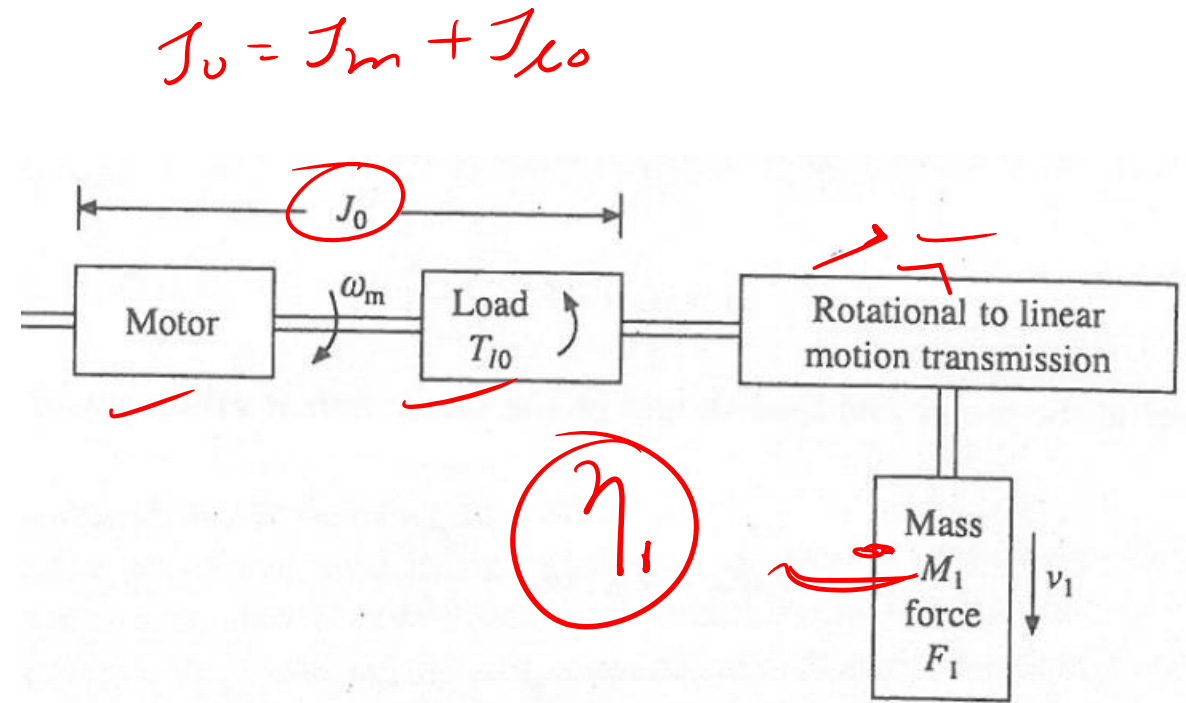 J₀ = Jm + Jl0
J₀
Motor
ωm
Load
Tl0
Rotational to linear
motion transmission
η₁
Mass
M₁
force
F₁
v₁